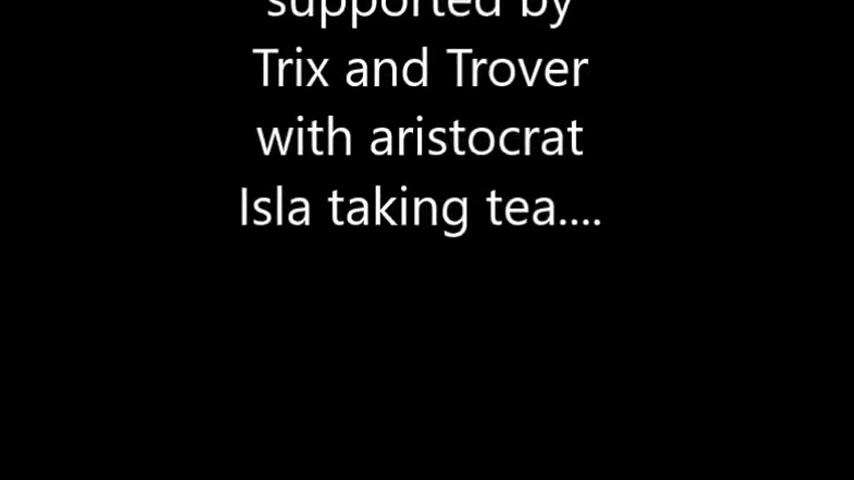 supported by
Trix and Trover
with aristocrat
Isla taking tea....